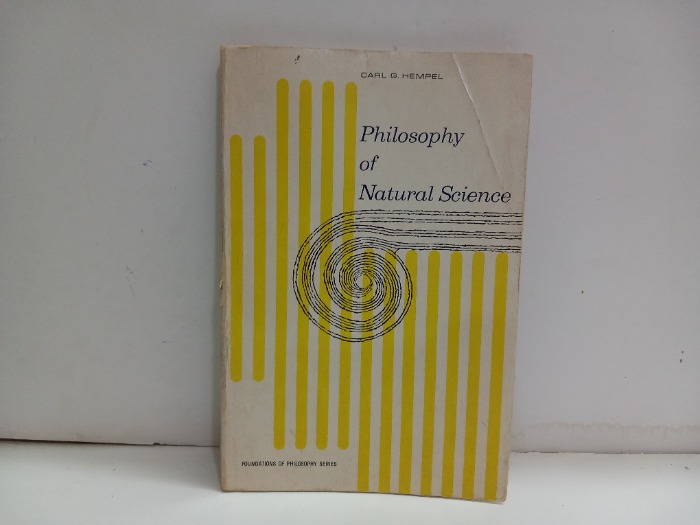 CARL G. HEMPEL
Philosophy
of
Natural Science
FOUNDATIONS OF PHILOSOPHY SERIES